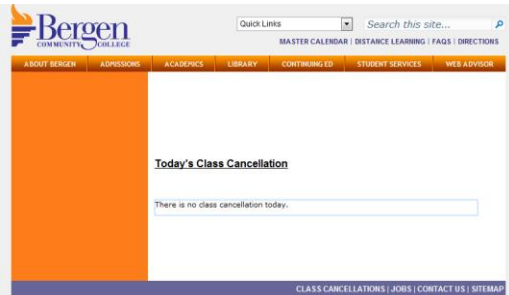 Bergen
COMMUNITY COLLEGE
Quick Links
Search this site...
MASTER CALENDAR | DISTANCE LEARNING | FAQS | DIRECTIONS
ABOUT BERGEN ADMISSIONS ACADEMICS LIBRARY CONTINUING ED STUDENT SERVICES WEB ADVISOR
Today's Class Cancellation
There is no class cancellation today.
CLASS CANCELLATIONS | JOBS | CONTACT US | SITEMAP